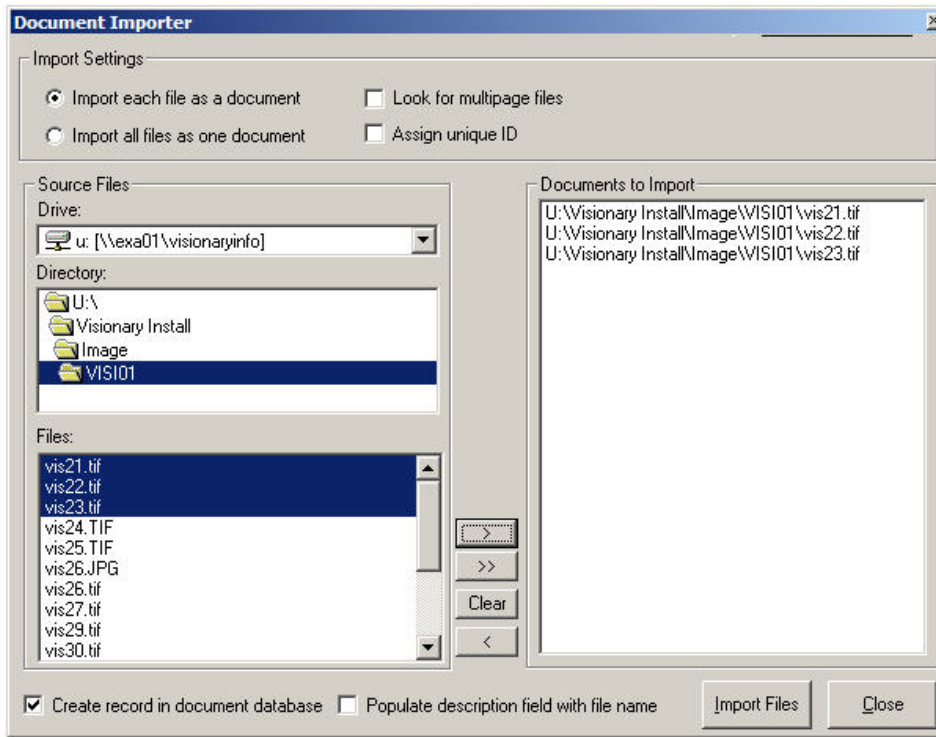 Document Importer
Import Settings
Import each file as a document
Look for multipage files
Import all files as one document
Assign unique ID
Source Files
Drive:
u: [\\exa01\visionaryinfo]
Directory:
U:\
Visionary Install
Image
VISI01
Files:
vis21.tif
vis22.tif
vis23.tif
vis24.TIF
vis25.TIF
vis26.JPG
vis26.tif
vis27.tif
vis29.tif
vis30.tif
>
>>
Clear
<
Documents to Import
U:\Visionary Install\Image\VISI01\vis21.tif
U:\Visionary Install\Image\VISI01\vis22.tif
U:\Visionary Install\Image\VISI01\vis23.tif
Create record in document database
Populate description field with file name
Import Files
Close